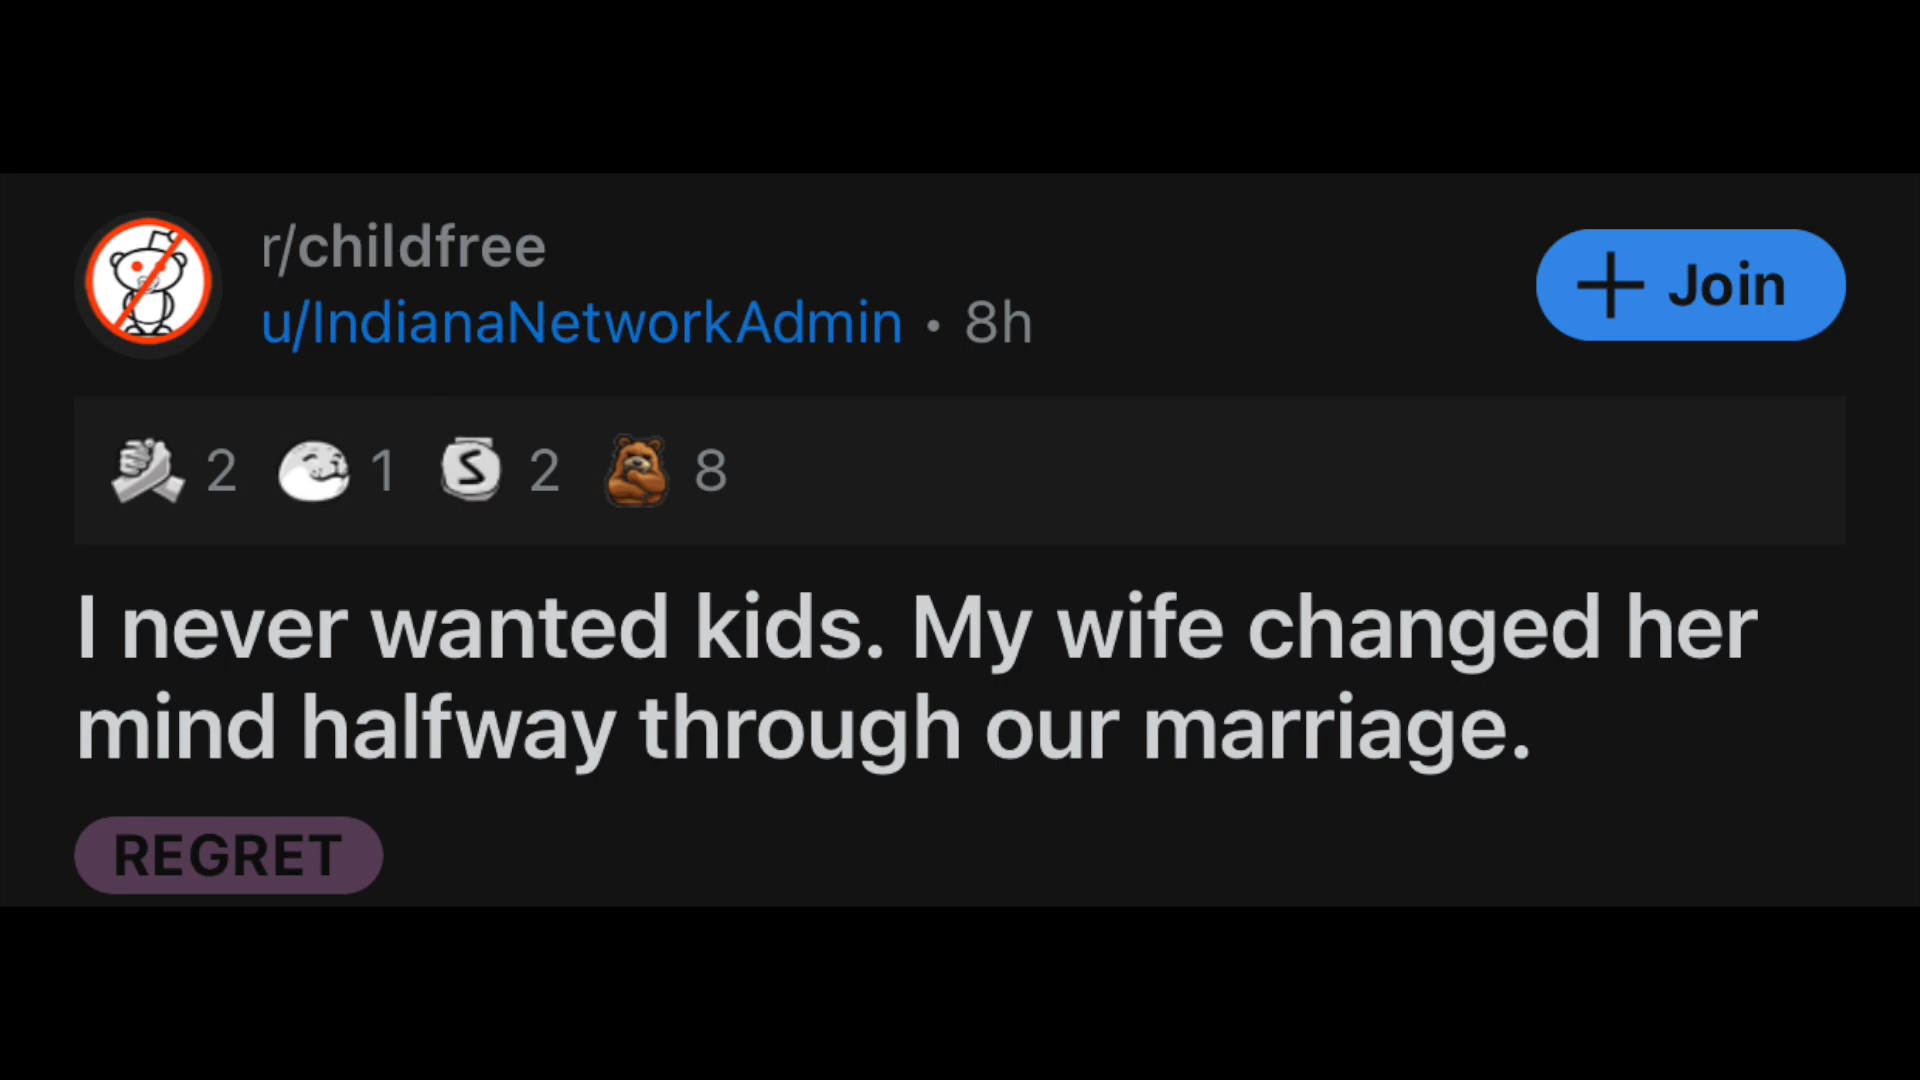 r/childfree
u/IndianaNetworkAdmin • 8h
+ Join
2 1 S 2 8
I never wanted kids. My wife changed her
mind halfway through our marriage.
REGRET